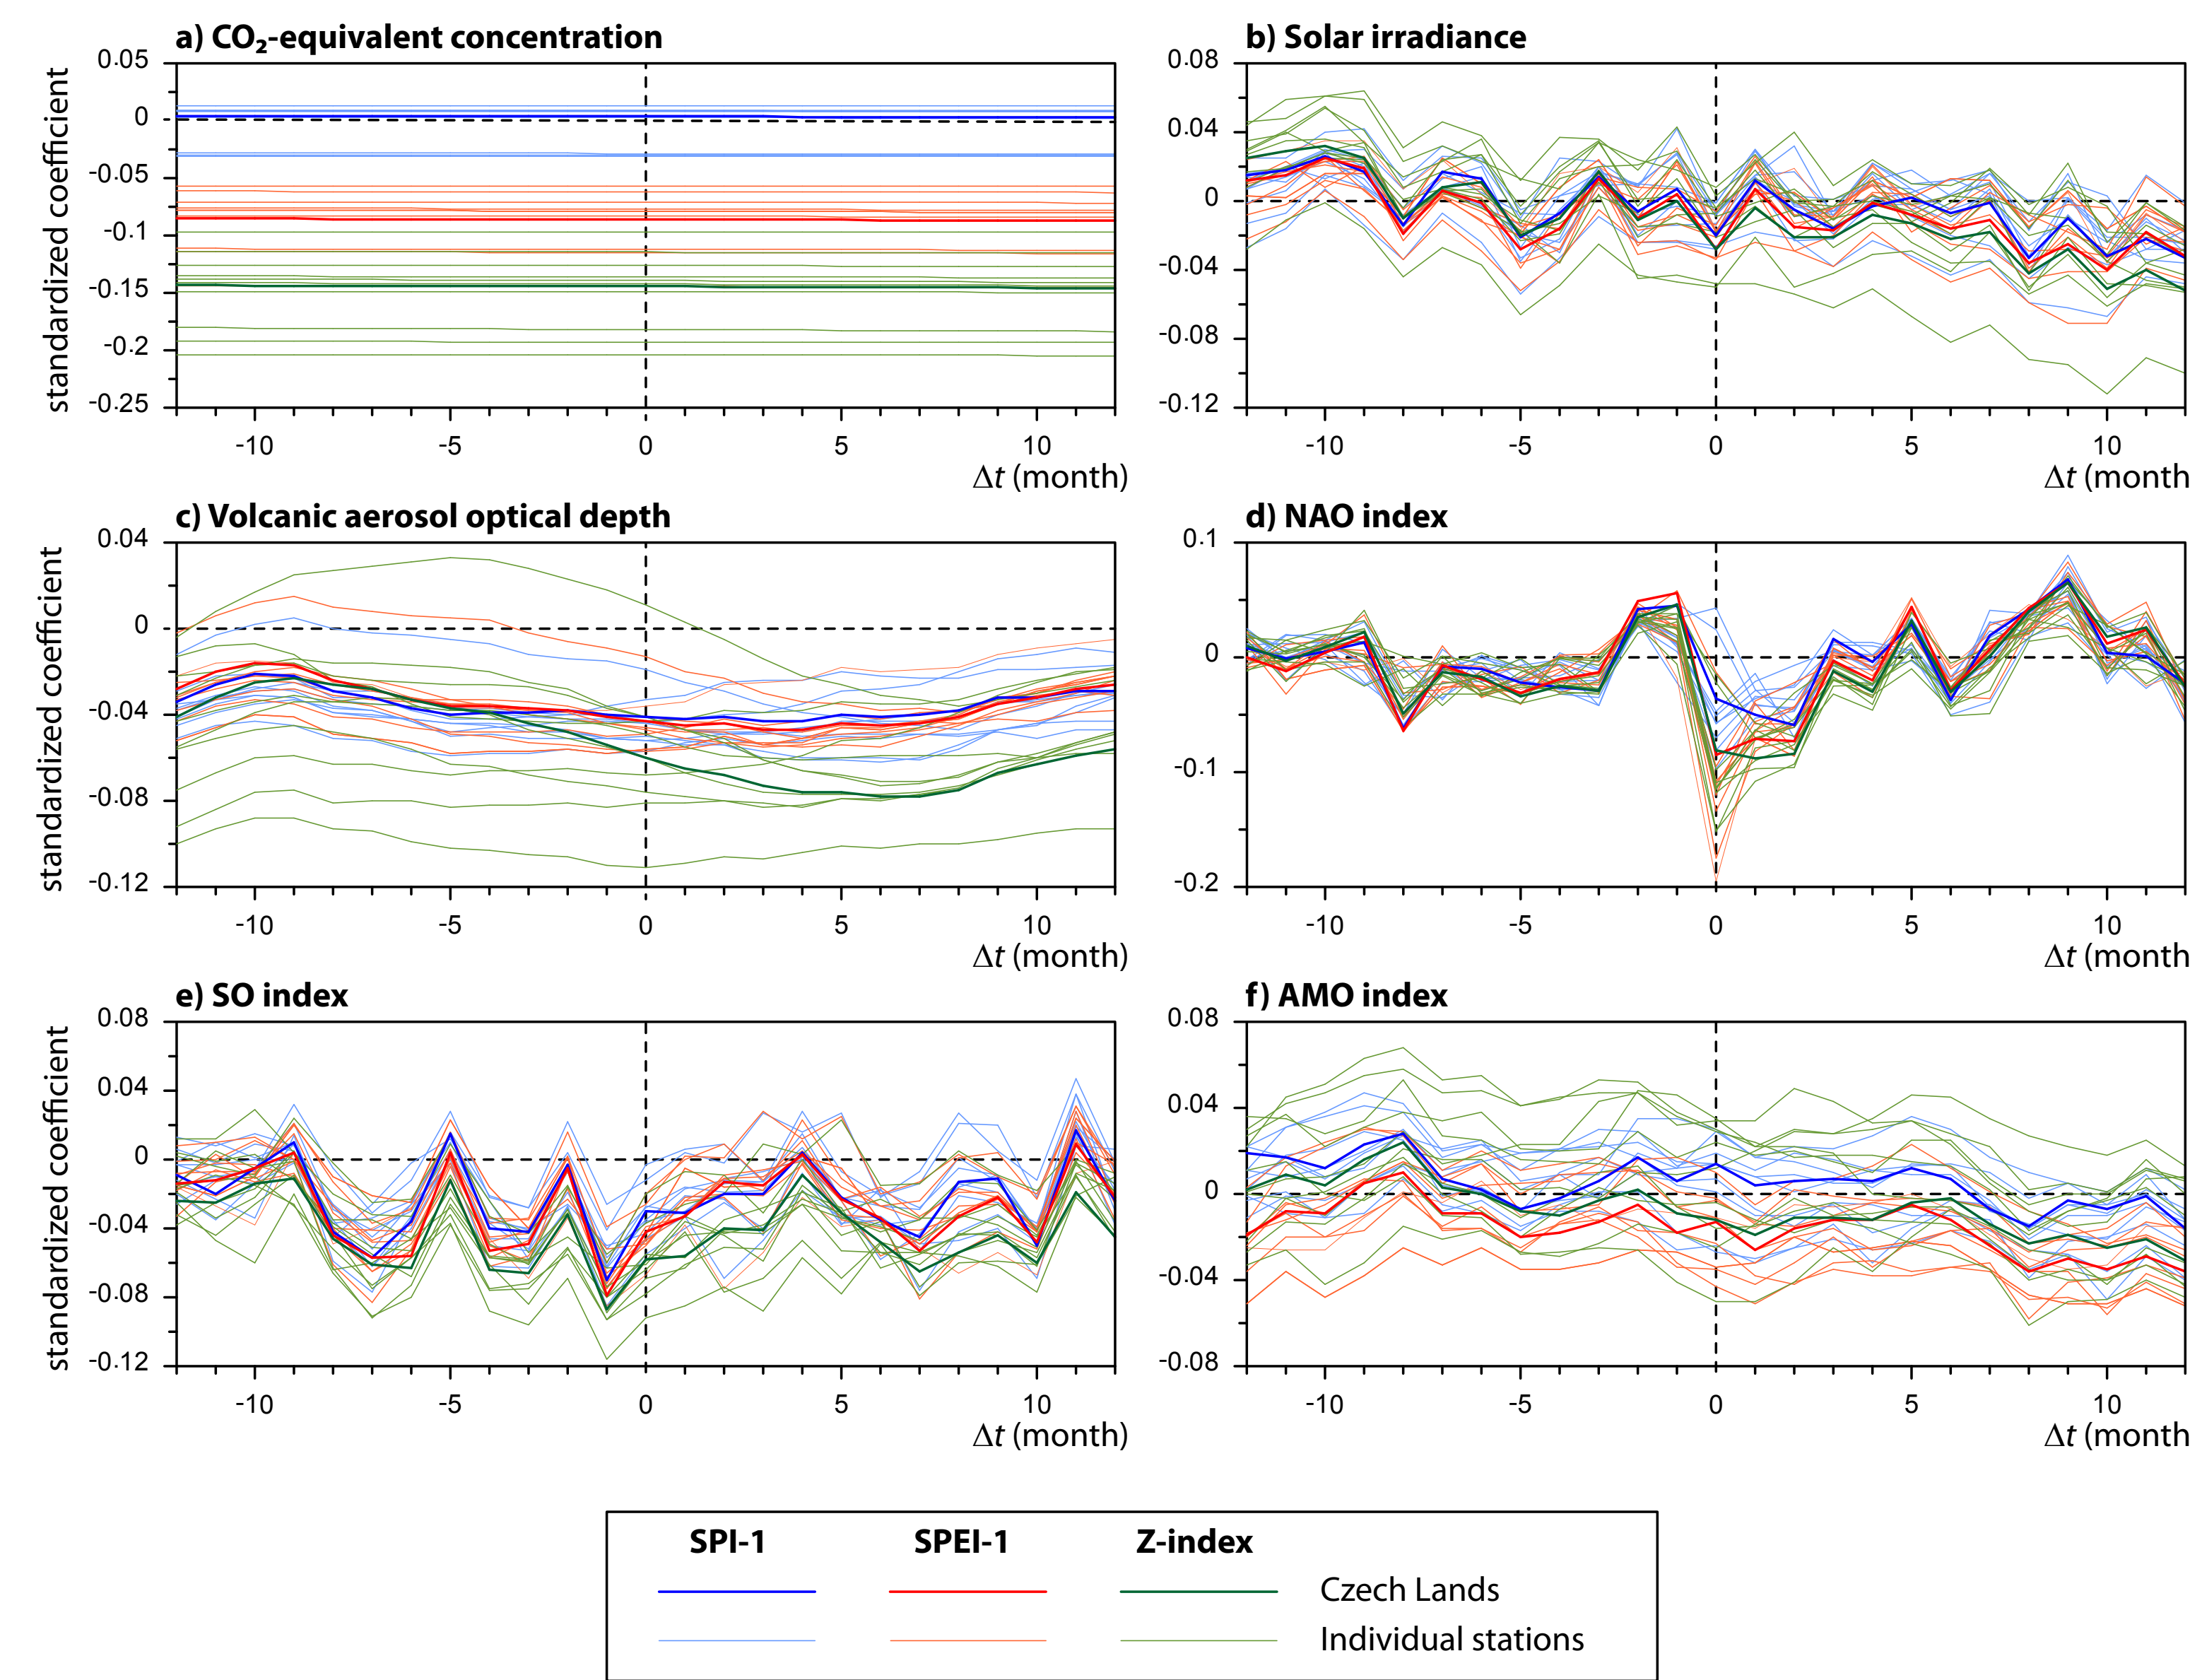 a) CO₂-equivalent concentration
b) Solar irradiance
0.05
0
-0.05
-0.1
-0.15
-0.2
-0.25
standardized coefficient
-10 -5 0 5 10
Δt (month)
0.08
0.04
0
-0.04
-0.08
-0.12
-10 -5 0 5 10
Δt (month
c) Volcanic aerosol optical depth
d) NAO index
0.04
0
-0.04
-0.08
-0.12
standardized coefficient
-10 -5 0 5 10
Δt (month)
0.1
0
-0.1
-0.2
-10 -5 0 5 10
Δt (month
e) SO index
f) AMO index
0.08
0.04
0
-0.04
-0.08
-0.12
standardized coefficient
-10 -5 0 5 10
Δt (month)
0.08
0.04
0
-0.04
-0.08
-10 -5 0 5 10
Δt (month
SPI-1 SPEI-1 Z-index
Czech Lands
Individual stations